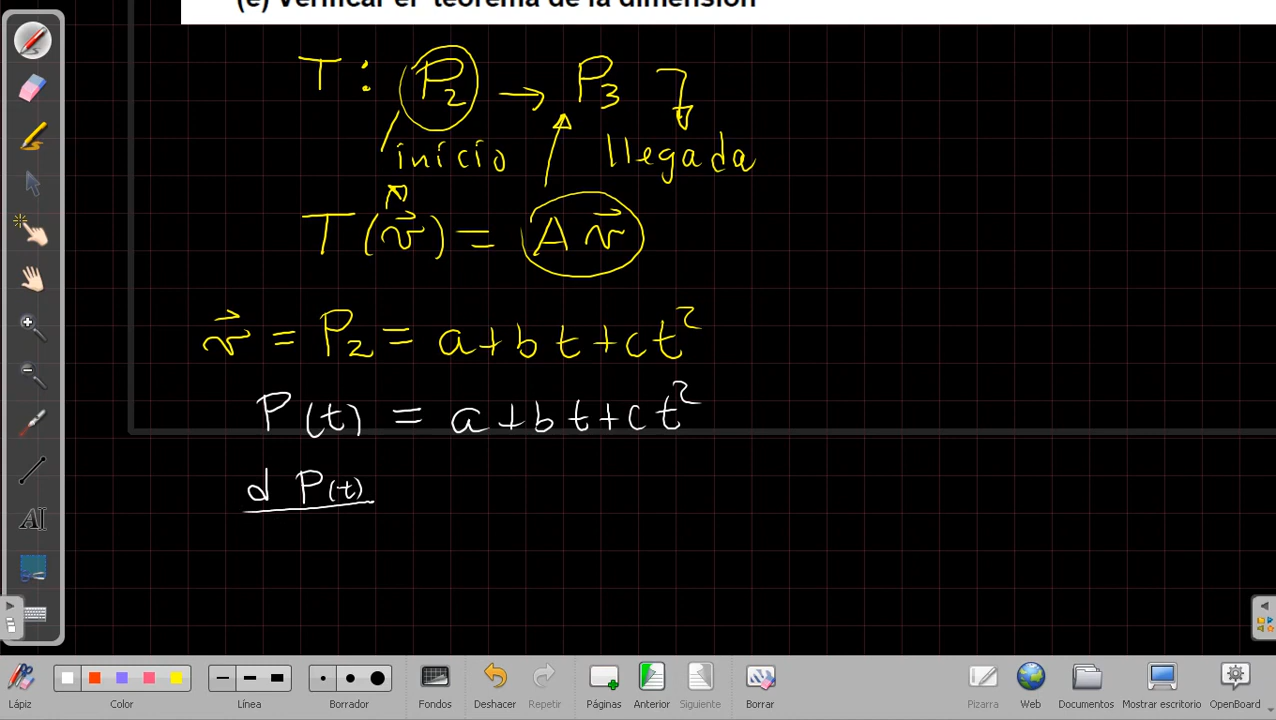 (e) Verificar el teorema de la dimensión
T: P₂ → P₃
inicio llegada
T(v⃗) = A v⃗
v⃗ = P₂ = a+bt+ct²
P(t) = a+bt+ct²
d P(t)
Lápiz Color Línea Borrador Fondos Deshacer Repetir Páginas Anterior Siguiente Borrar Pizarra Web Documentos Mostrar escritorio OpenBoard